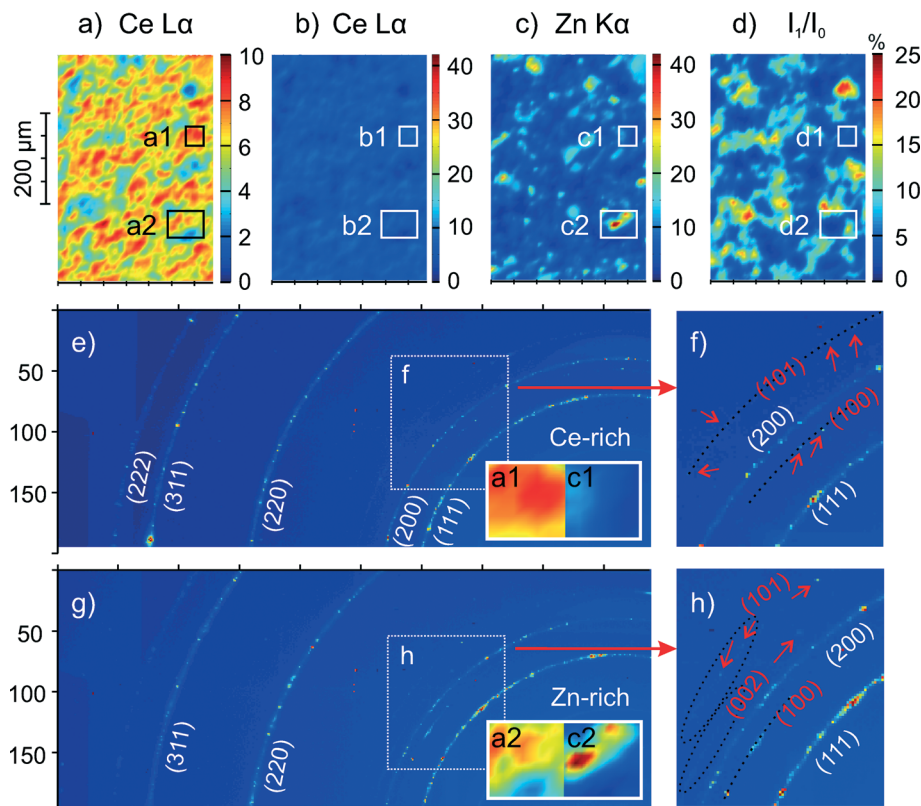 a) Ce Lα
b) Ce Lα
c) Zn Kα
d) I1/I0
%
10
8
6
4
2
0
40
30
20
10
0
40
30
20
10
0
25
20
15
10
5
0
200 µm
a1
a2
b1
b2
c1
c2
d1
d2
e)
50
100
150
f
(222)
(311)
(220)
(200)
(111)
Ce-rich
a1
c1
f)
(101)
(200)
(100)
(111)
g)
50
100
150
h
(311)
(220)
Zn-rich
a2
c2
h)
(101)
(002)
(100)
(200)
(111)